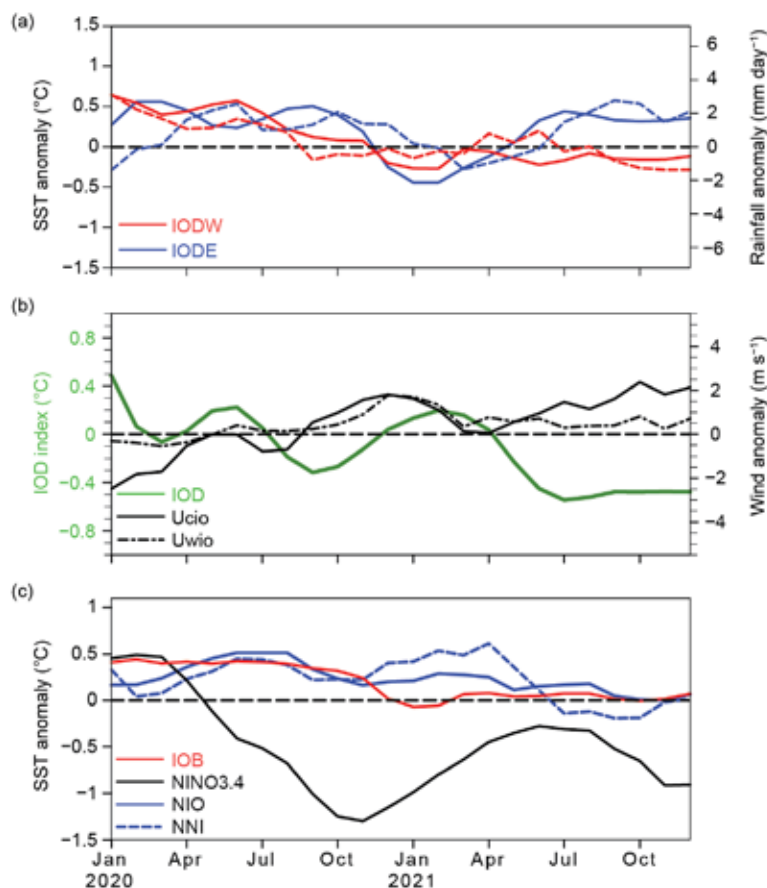 (a)
1.5
1
0.5
0
−0.5
−1
−1.5
SST anomaly (°C)
6
4
2
0
−2
−4
−6
Rainfall anomaly (mm day⁻¹)
IODW
IODE
(b)
0.8
0.4
0
−0.4
−0.8
IOD index (°C)
4
2
0
−2
−4
Wind anomaly (m s⁻¹)
IOD
Ucio
Uwio
(c)
1
0.5
0
−0.5
−1
−1.5
SST anomaly (°C)
IOB
NINO3.4
NIO
NNI
Jan Apr Jul Oct Jan Apr Jul Oct
2020 2021